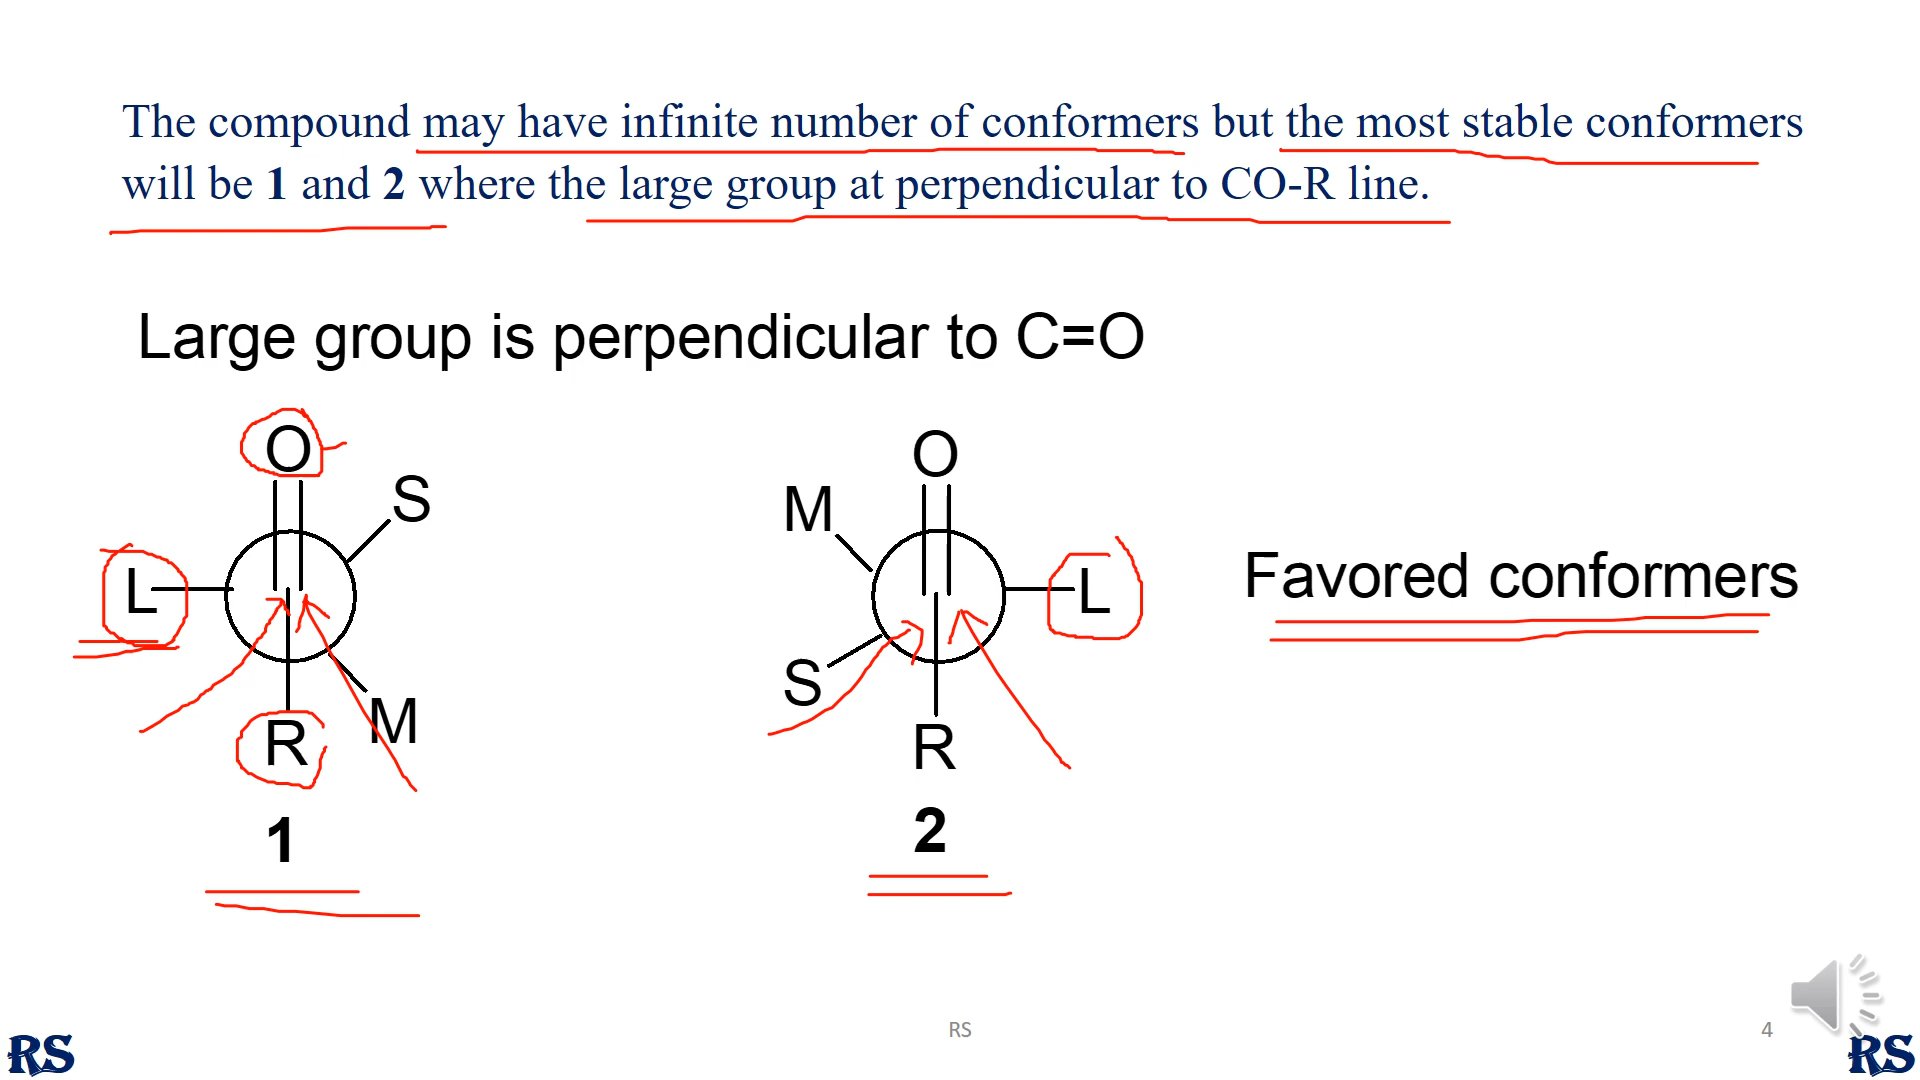 The compound may have infinite number of conformers but the most stable conformers
will be 1 and 2 where the large group at perpendicular to CO-R line.
Large group is perpendicular to C=O
O
S
L
M
R
1
O
M
L
S
R
2
Favored conformers
RS
4
RS
RS